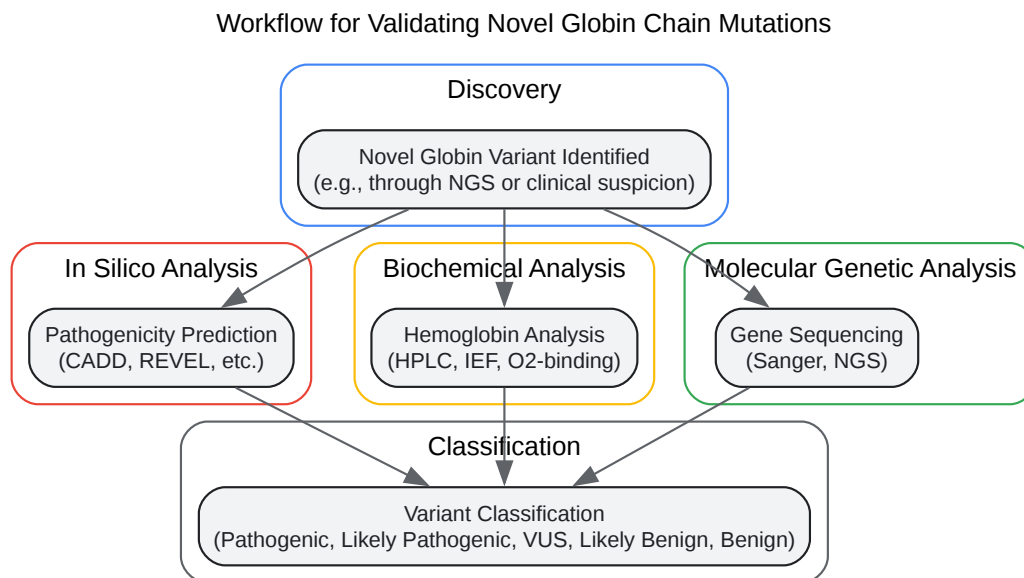 Workflow for Validating Novel Globin Chain Mutations
Discovery
Novel Globin Variant Identified
(e.g., through NGS or clinical suspicion)
In Silico Analysis
Pathogenicity Prediction
(CADD, REVEL, etc.)
Biochemical Analysis
Hemoglobin Analysis
(HPLC, IEF, O2-binding)
Molecular Genetic Analysis
Gene Sequencing
(Sanger, NGS)
Classification
Variant Classification
(Pathogenic, Likely Pathogenic, VUS, Likely Benign, Benign)